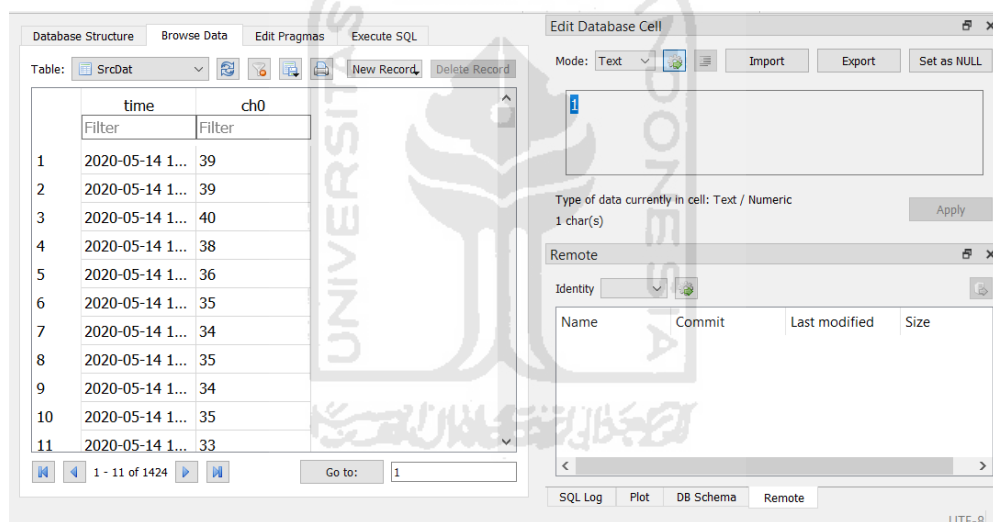 Database Structure Browse Data Edit Pragmas Execute SQL
Table: SrcDat New Record Delete Record
time ch0
Filter Filter
1 2020-05-14 1... 39
2 2020-05-14 1... 39
3 2020-05-14 1... 40
4 2020-05-14 1... 38
5 2020-05-14 1... 36
6 2020-05-14 1... 35
7 2020-05-14 1... 34
8 2020-05-14 1... 35
9 2020-05-14 1... 34
10 2020-05-14 1... 35
11 2020-05-14 1... 33
1 - 11 of 1424 Go to: 1
Edit Database Cell
Mode: Text Import Export Set as NULL
1
Type of data currently in cell: Text / Numeric
1 char(s) Apply
Remote
Identity
Name Commit Last modified Size
SQL Log Plot DB Schema Remote
UTF-8
UNIVERSITAS
INDONESIA